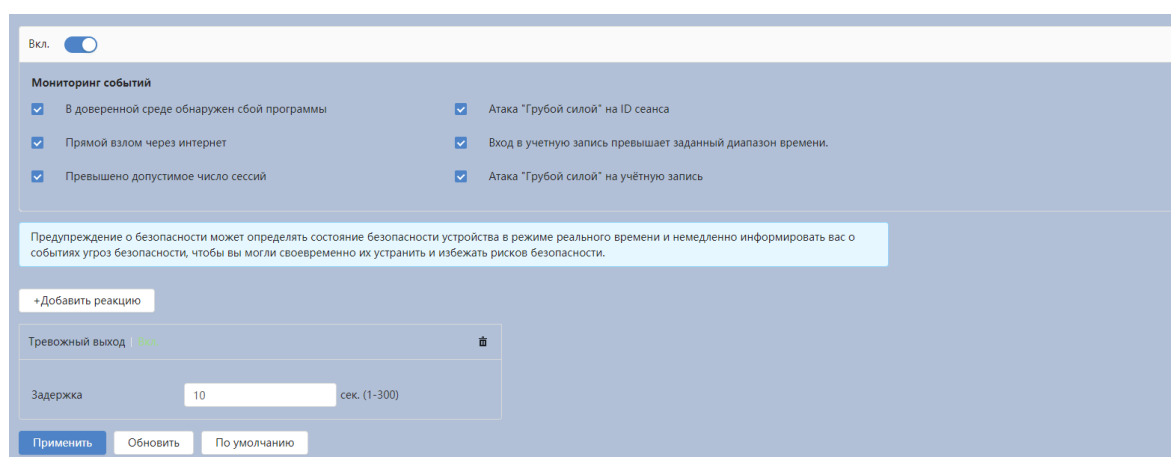 Вкл.
Мониторинг событий
В доверенной среде обнаружен сбой программы
Атака "Грубой силой" на ID сеанса
Прямой взлом через интернет
Вход в учетную запись превышает заданный диапазон времени.
Превышено допустимое число сессий
Атака "Грубой силой" на учётную запись
Предупреждение о безопасности может определять состояние безопасности устройства в режиме реального времени и немедленно информировать вас о
событиях угроз безопасности, чтобы вы могли своевременно их устранить и избежать рисков безопасности.
+Добавить реакцию
Тревожный выход |
Задержка 10 сек. (1-300)
Применить Обновить По умолчанию